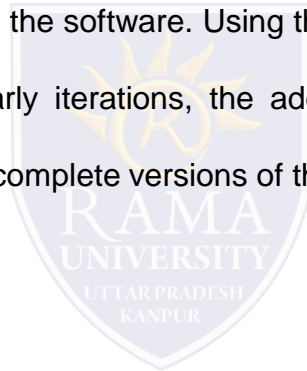 the software. Using th
arly iterations, the ad
complete versions of th
RAMA
UNIVERSITY
UTTAR PRADESH
KANPUR